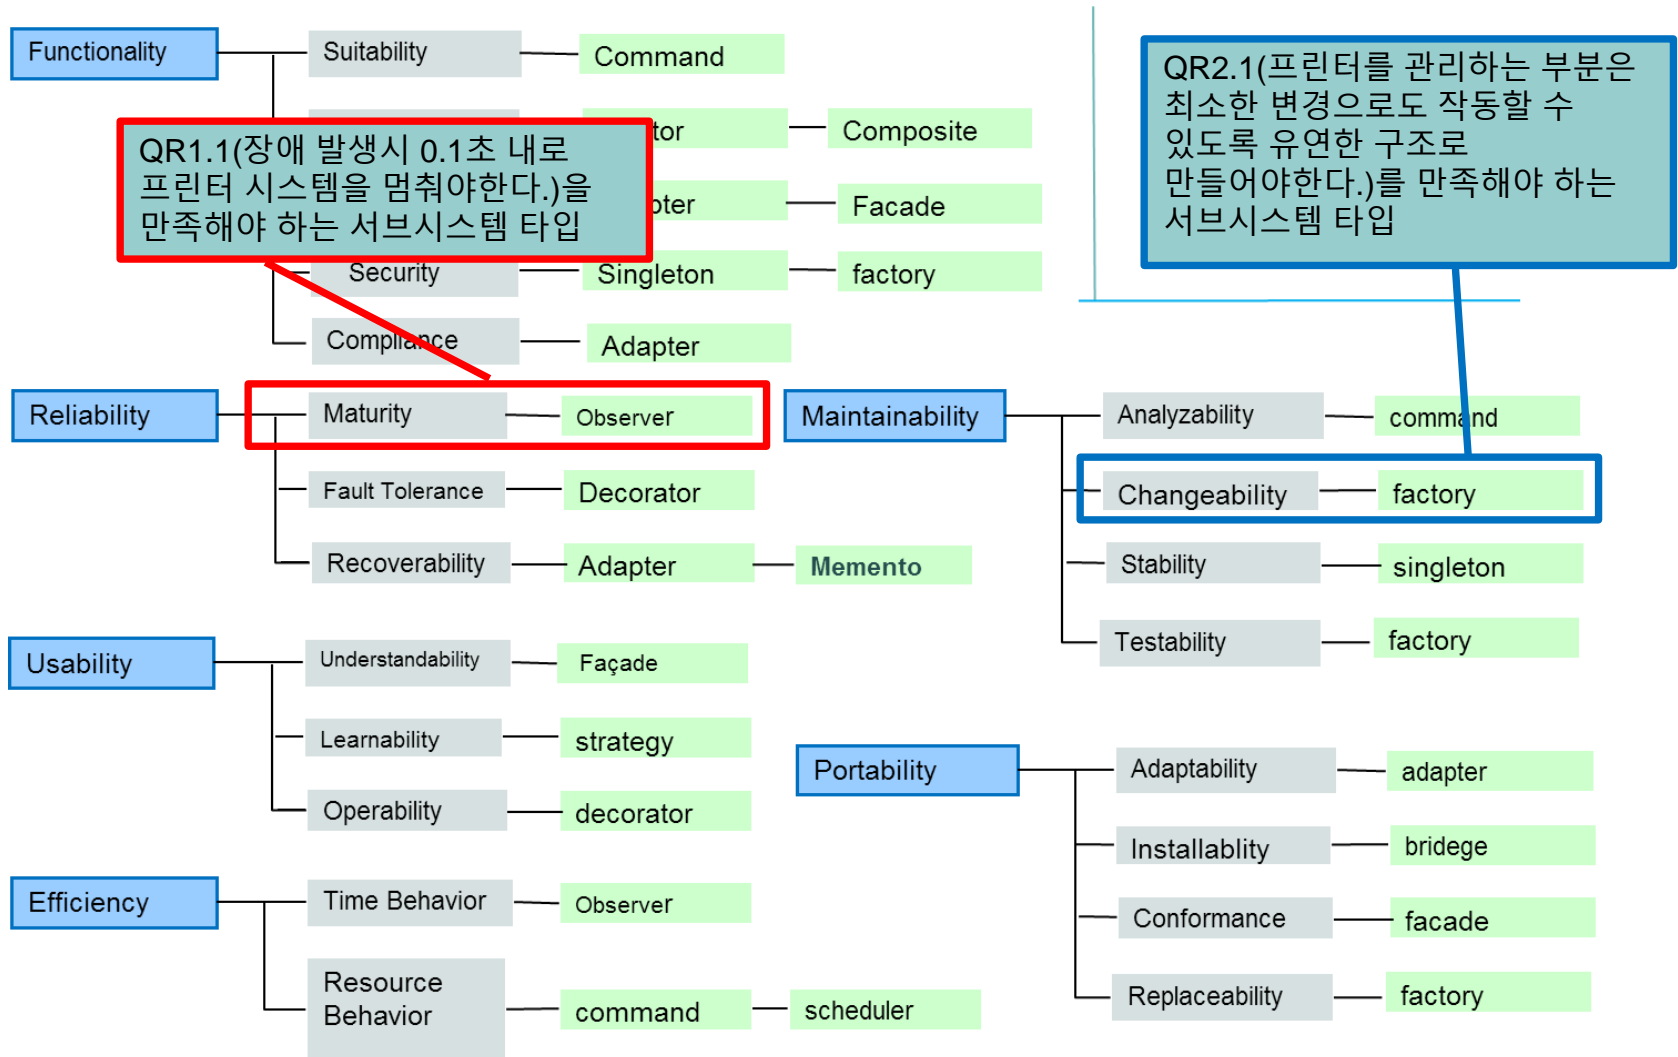 Functionality
Suitability
Command
Composite
Facade
Security
Singleton
factory
Compliance
Adapter
QR1.1(장애 발생시 0.1초 내로
프린터 시스템을 멈춰야한다.)을
만족해야 하는 서브시스템 타입
QR2.1(프린터를 관리하는 부분은
최소한 변경으로도 작동할 수
있도록 유연한 구조로
만들어야한다.)를 만족해야 하는
서브시스템 타입
Reliability
Maturity
Observer
Fault Tolerance
Decorator
Recoverability
Adapter
Memento
Maintainability
Analyzability
command
Changeability
factory
Stability
singleton
Testability
factory
Usability
Understandability
Façade
Learnability
strategy
Operability
decorator
Portability
Adaptability
adapter
Installablity
bridege
Conformance
facade
Replaceability
factory
Efficiency
Time Behavior
Observer
Resource
Behavior
command
scheduler